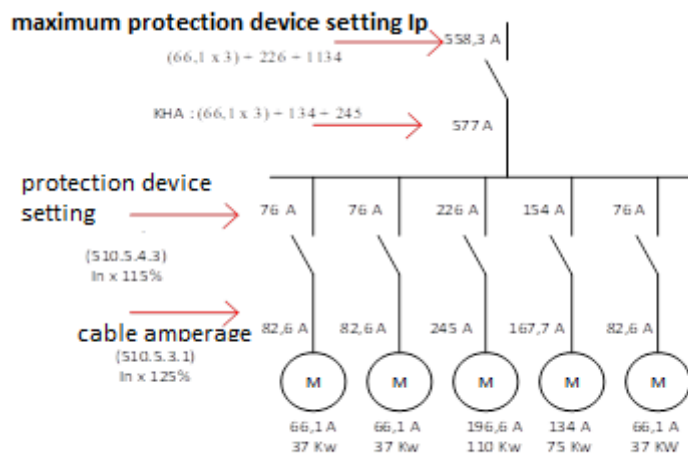 maximum protection device setting Ip
558,3 A
(66,1 x 3) + 226 + 1134
KHA : (66,1 x 3) + 134 + 245
577 A
protection device
setting
76 A 76 A 226 A 154 A 76 A
(510.5.4.3)
In x 115%
cable amperage
82,6 A 82,6 A 245 A 167,7 A 82,6 A
(510.5.3.1)
In x 125%
M M M M M
66,1 A 66,1 A 196,6 A 134 A 66,1 A
37 Kw 37 Kw 110 Kw 75 Kw 37 KW